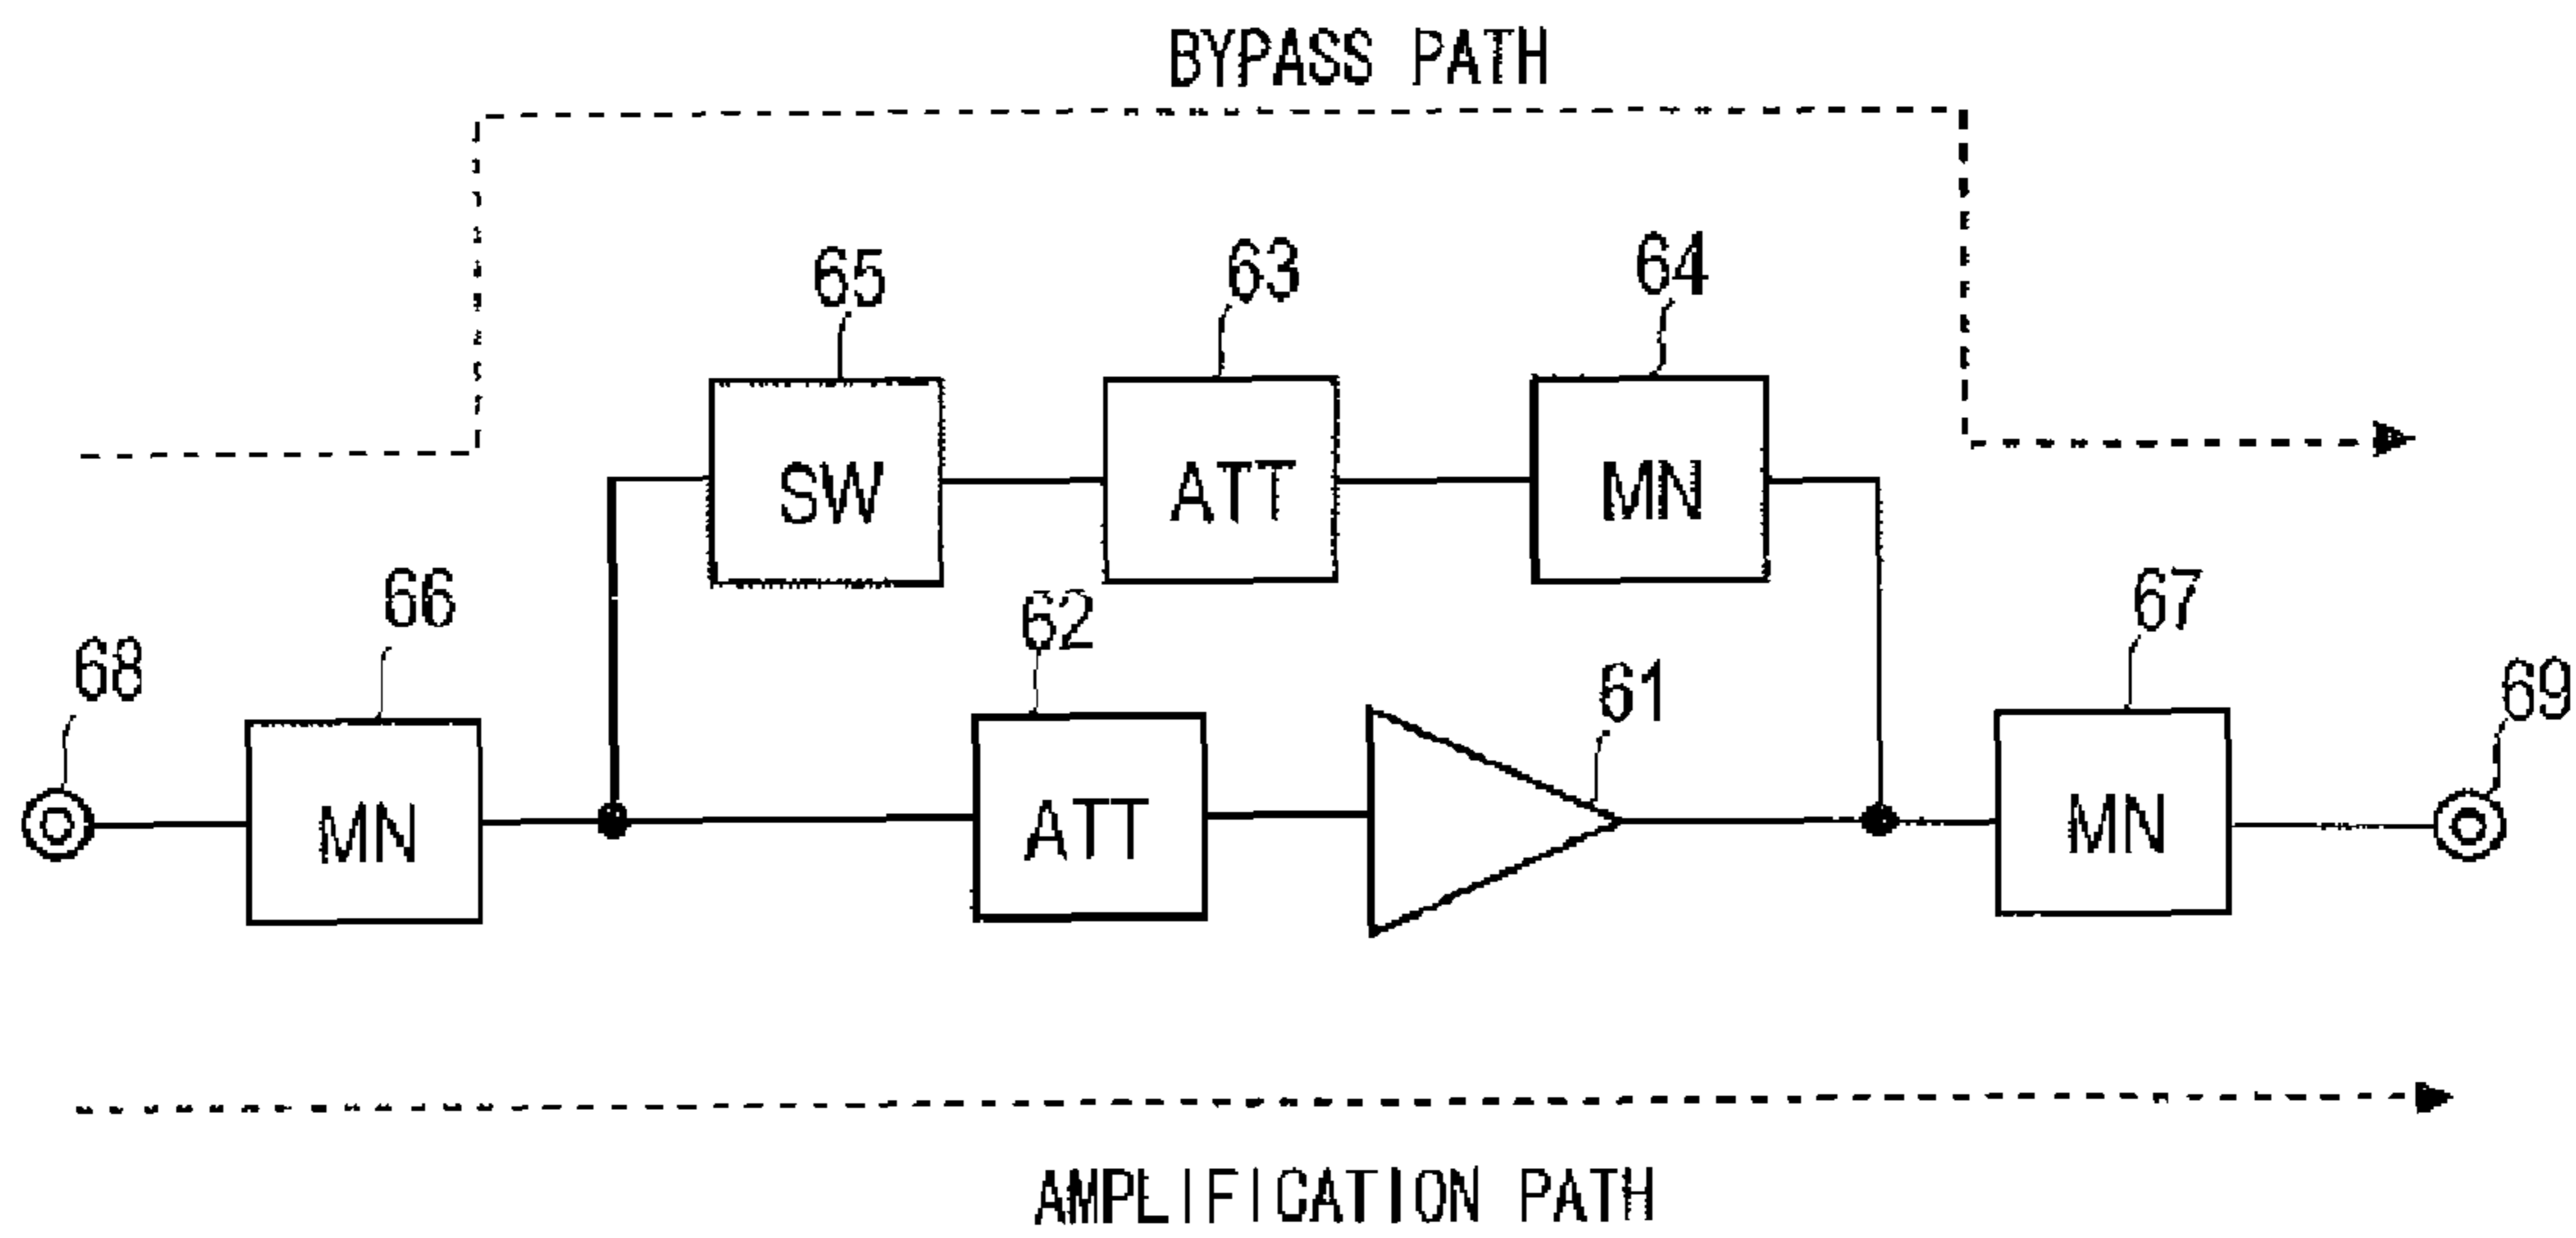 BYPASS PATH
65
63
64
SW
ATT
MN
68
66
62
61
67
69
MN
ATT
MN
AMPLIFICATION PATH